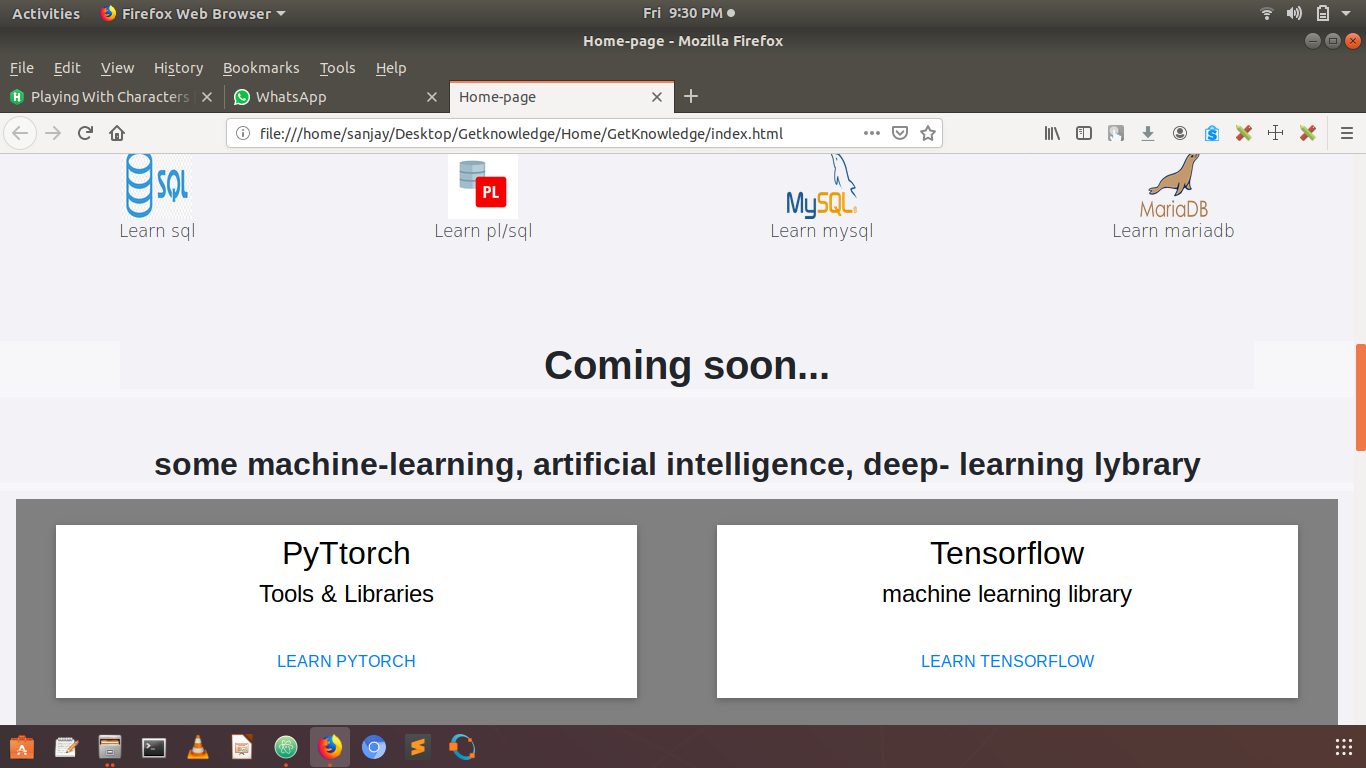 Activities Firefox Web Browser Fri 9:30 PM
Home-page - Mozilla Firefox
File Edit View History Bookmarks Tools Help
H Playing With Characters WhatsApp Home-page
file:///home/sanjay/Desktop/Getknowledge/Home/GetKnowledge/index.html
SQL PL MySQL MariaDB
Learn sql Learn pl/sql Learn mysql Learn mariadb
Coming soon...
some machine-learning, artificial intelligence, deep- learning lybrary
PyTtorch Tensorflow
Tools & Libraries machine learning library
LEARN PYTORCH LEARN TENSORFLOW